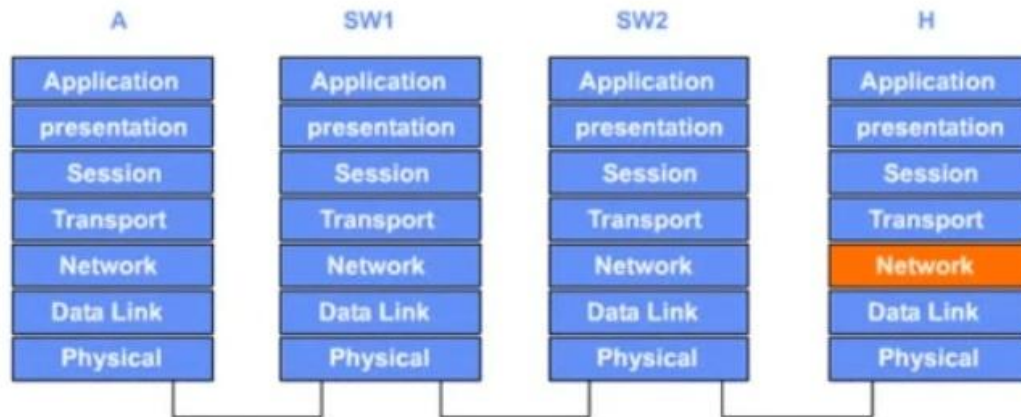 A SW1 SW2 H
Application Application Application Application
presentation presentation presentation presentation
Session Session Session Session
Transport Transport Transport Transport
Network Network Network Network
Data Link Data Link Data Link Data Link
Physical Physical Physical Physical